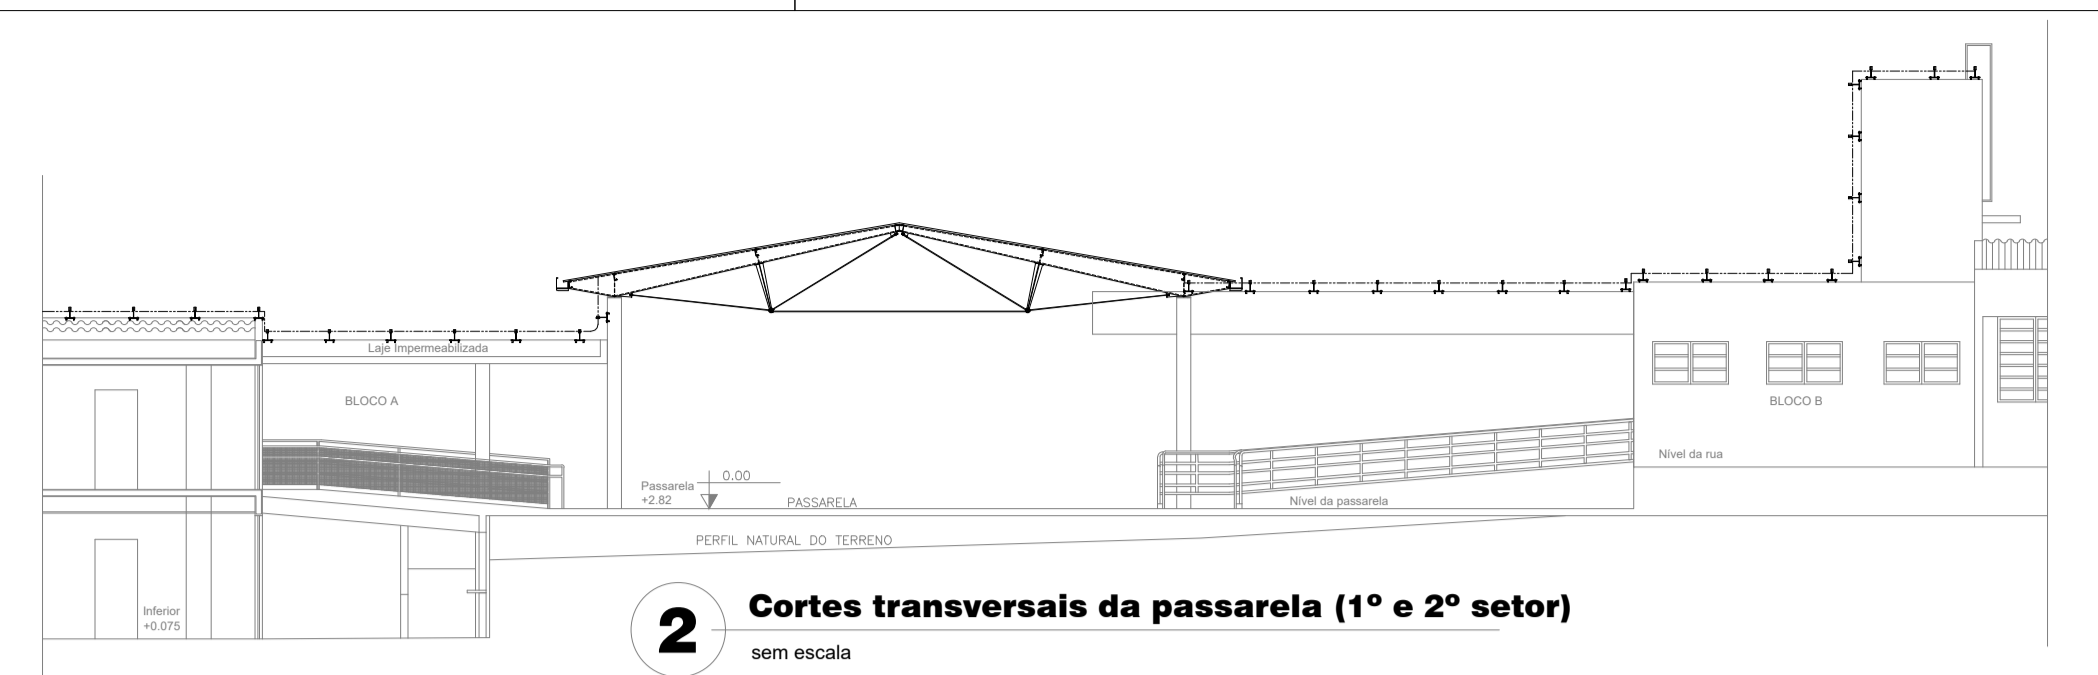 Laje Impermeabilizada
BLOCO A
BLOCO B
Nível da rua
Passarela
+2.82
0.00
PASSARELA
Nível da passarela
PERFIL NATURAL DO TERRENO
Inferior
+0.075
2
Cortes transversais da passarela (1º e 2º setor)
sem escala